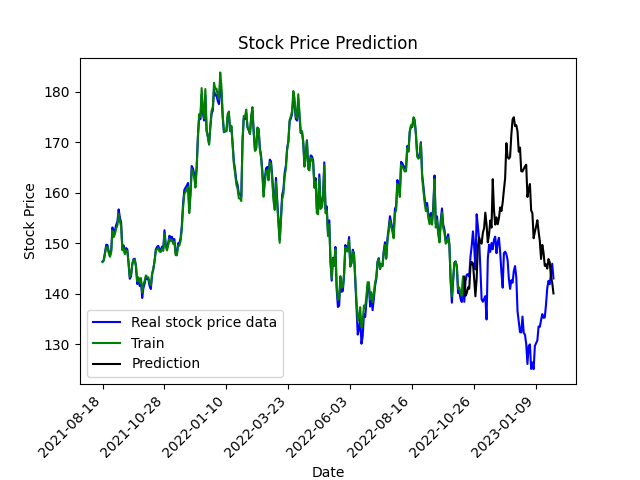 Stock Price Prediction
Stock Price
180
170
160
150
140
130
Real stock price data
Train
Prediction
2021-08-18
2021-10-28
2022-01-10
2022-03-23
2022-06-03
2022-08-16
2022-10-26
2023-01-09
Date